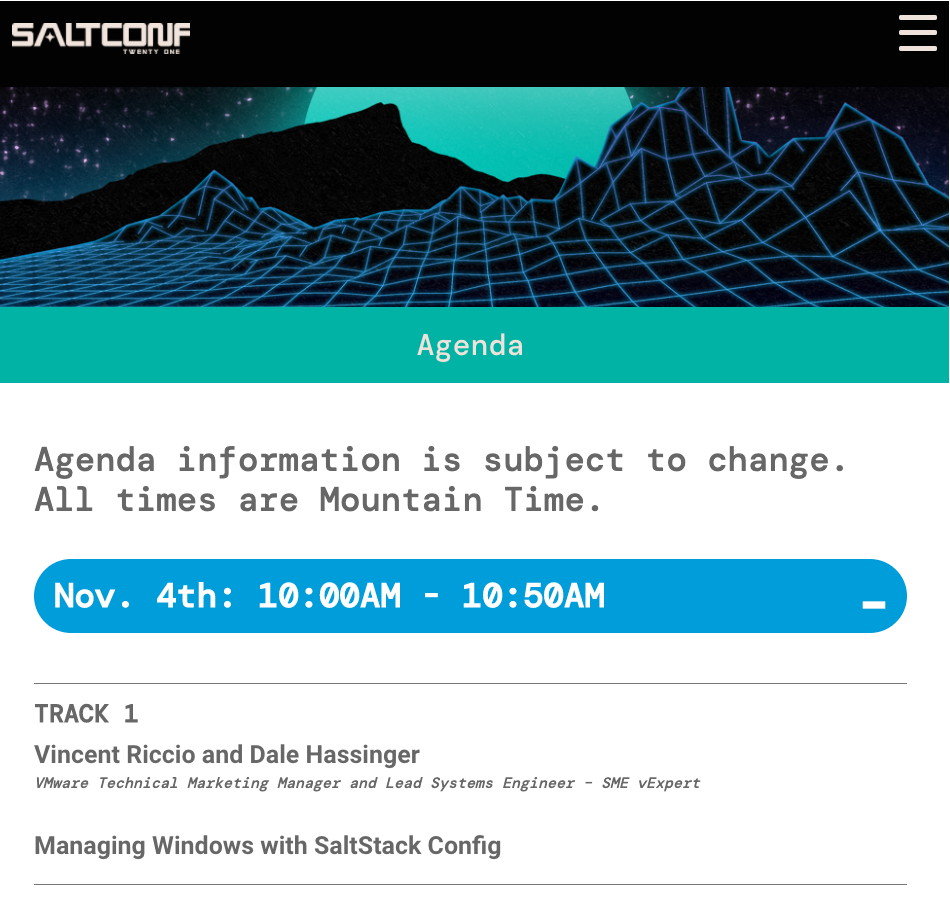 SALTCONF
TWENTY ONE
Agenda
Agenda information is subject to change.
All times are Mountain Time.
Nov. 4th: 10:00AM - 10:50AM
TRACK 1
Vincent Riccio and Dale Hassinger
VMware Technical Marketing Manager and Lead Systems Engineer – SME vExpert
Managing Windows with SaltStack Config